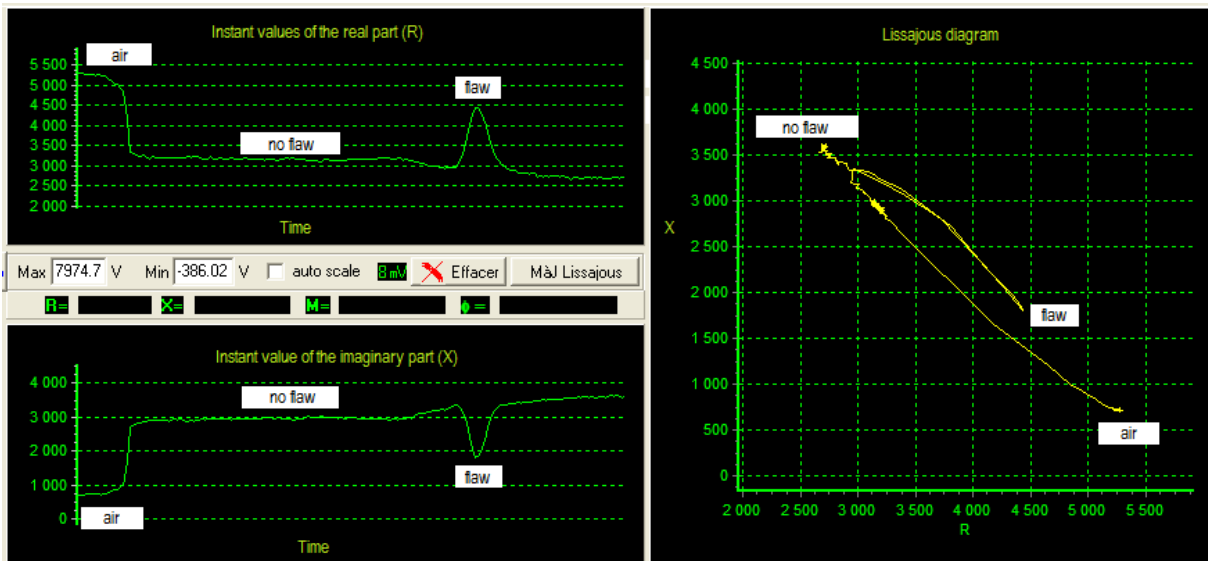 Instant values of the real part (R)
air
5 500
5 000
4 500
4 000
3 500
3 000
2 500
2 000
flaw
no flaw
Time
Max 7974.7 V Min -386.02 V auto scale 8mV Effacer MàJ Lissajous
R= X= M= ϕ =
Instant value of the imaginary part (X)
4 000
3 000
2 000
1 000
0
no flaw
flaw
air
Time
Lissajous diagram
4 500
4 000
3 500
3 000
2 500
2 000
1 500
1 000
500
0
X
no flaw
flaw
air
2 000 2 500 3 000 3 500 4 000 4 500 5 000 5 500
R